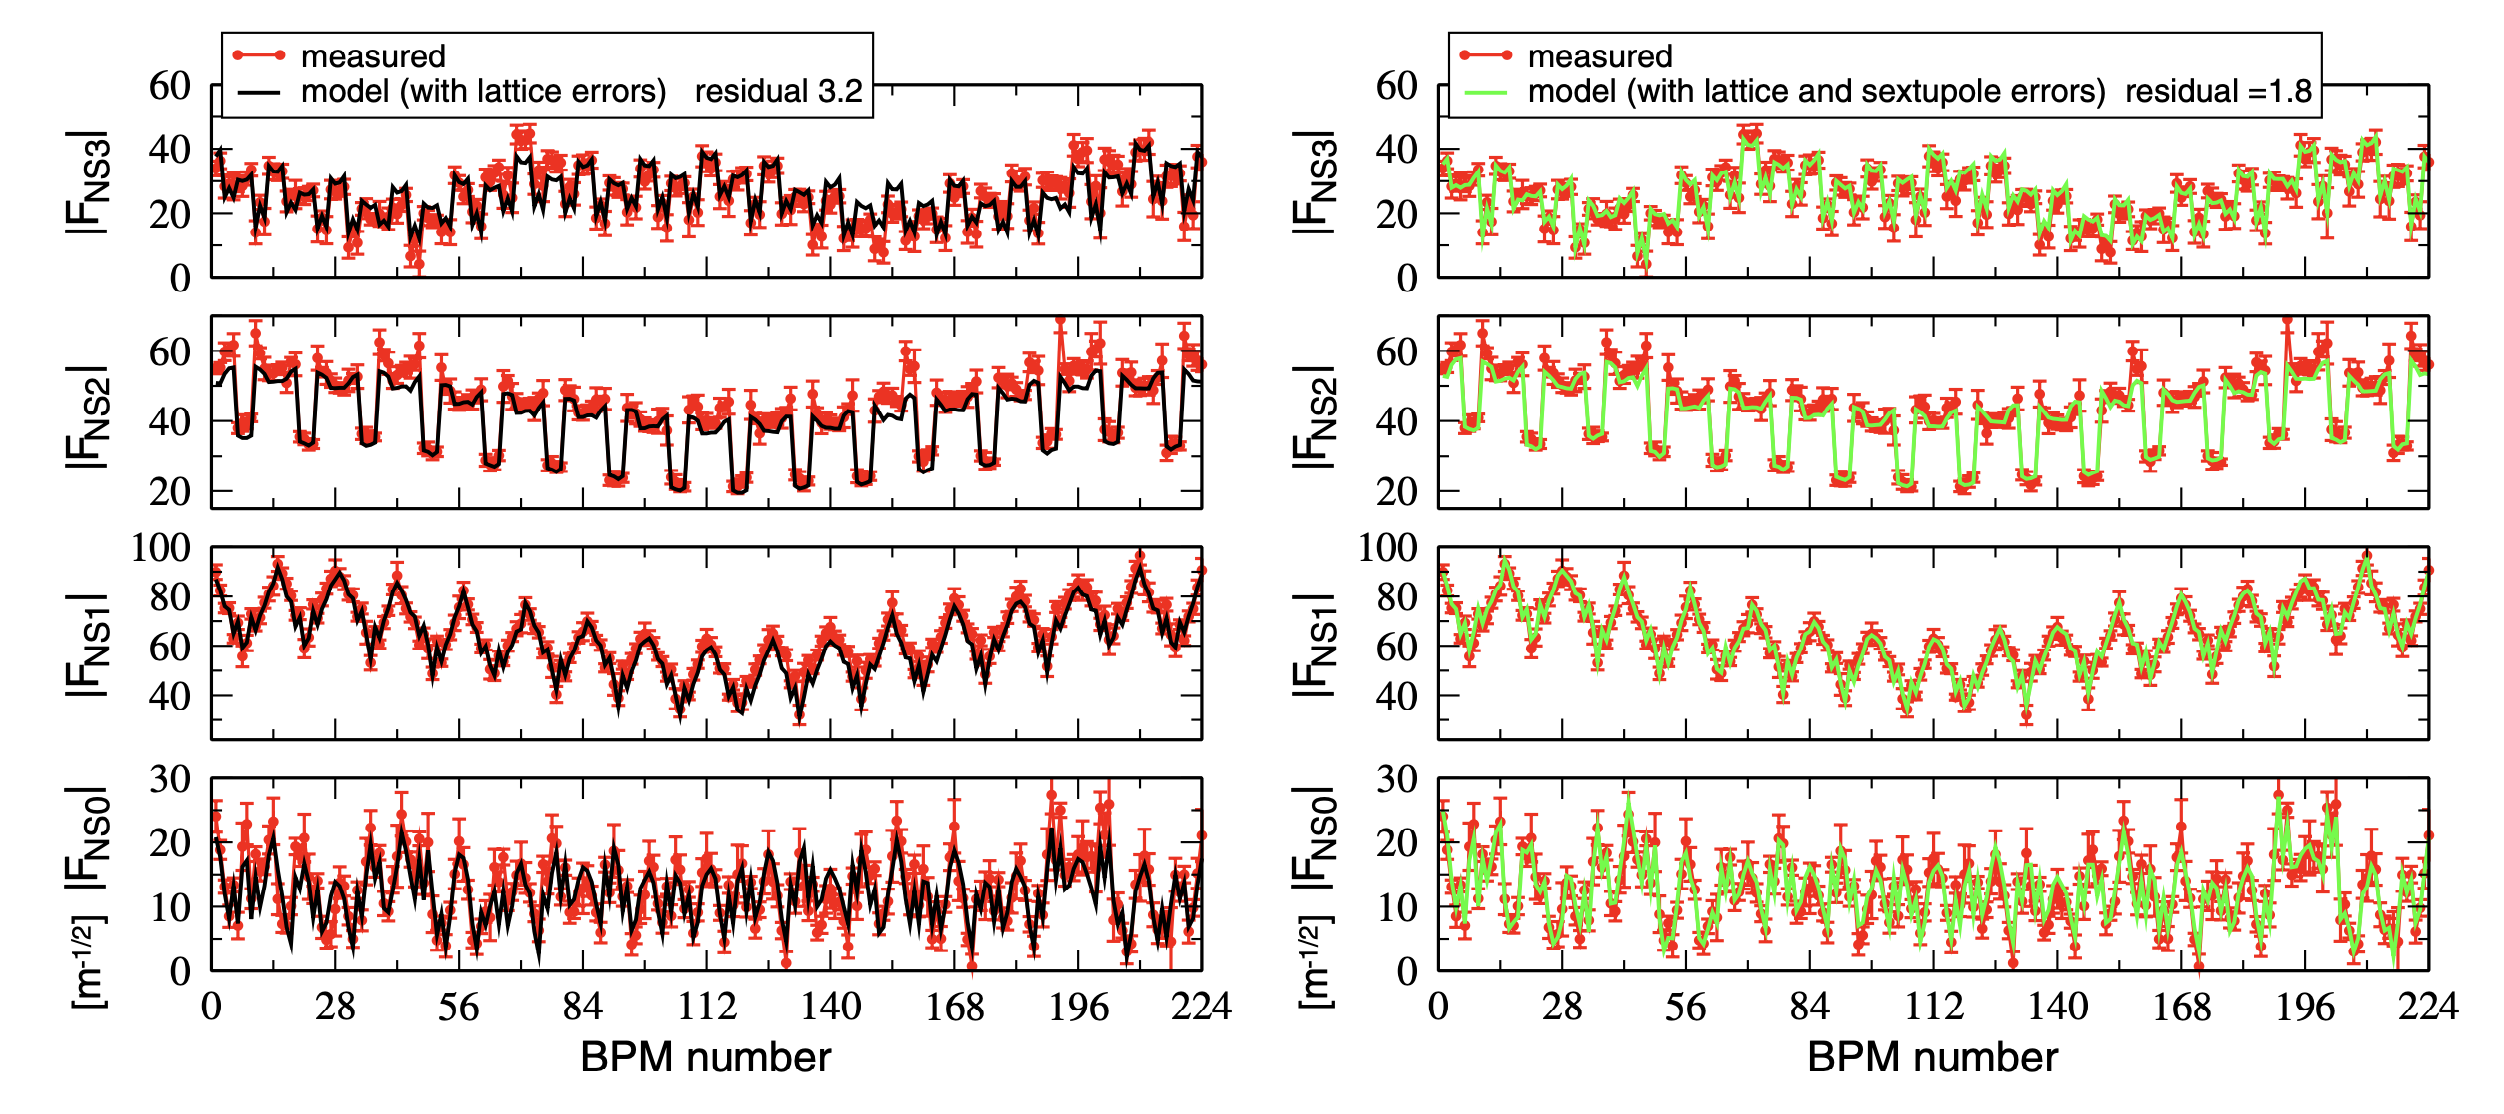 measured
model (with lattice errors) residual 3.2
60
40
20
0
|FNS3|
60
40
20
|FNS2|
100
80
60
40
|FNS1|
30
20
10
0
[m-1/2] |FNS0|
0 28 56 84 112 140 168 196 224
BPM number
measured
model (with lattice and sextupole errors) residual =1.8
60
40
20
0
|FNS3|
60
40
20
|FNS2|
100
80
60
40
|FNS1|
30
20
10
0
[m-1/2] |FNS0|
0 28 56 84 112 140 168 196 224
BPM number